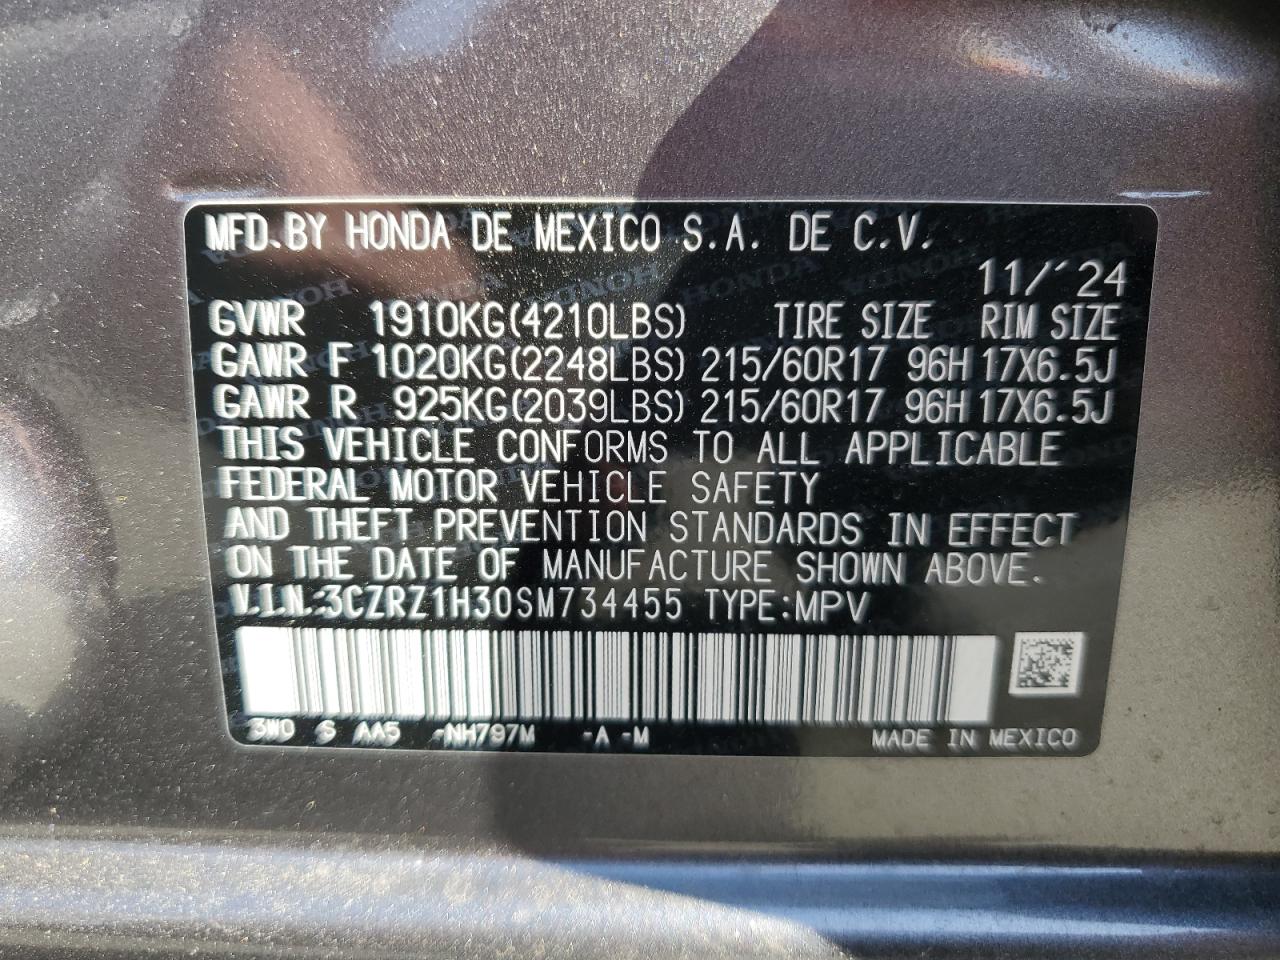 MFD.BY HONDA DE MEXICO S.A. DE C.V.
11/'24
GVWR 1910KG(4210LBS) TIRE SIZE RIM SIZE
GAWR F 1020KG(2248LBS) 215/60R17 96H 17X6.5J
GAWR R 925KG(2039LBS) 215/60R17 96H 17X6.5J
THIS VEHICLE CONFORMS TO ALL APPLICABLE
FEDERAL MOTOR VEHICLE SAFETY
AND THEFT PREVENTION STANDARDS IN EFFECT
ON THE DATE OF MANUFACTURE SHOWN ABOVE.
V.I.N.:3CZRZ1H30SM734455 TYPE:MPV
3W0 S AA5 -NH797M -A -M MADE IN MEXICO